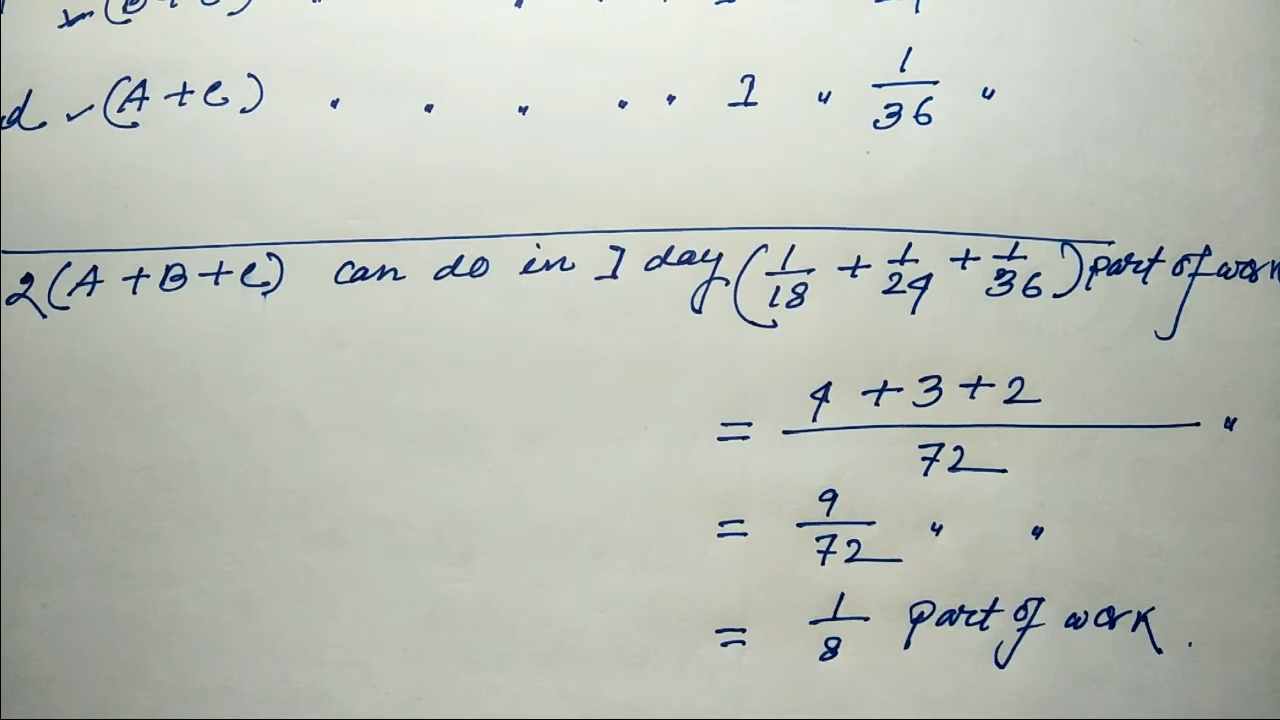 d ✓ (A + C) " " " " " 1 " 1/36 "
2(A + B + C) can do in 1 day (1/18 + 1/24 + 1/36) part of work
= 4 + 3 + 2 / 72 "
= 9/72 " "
= 1/8 part of work.